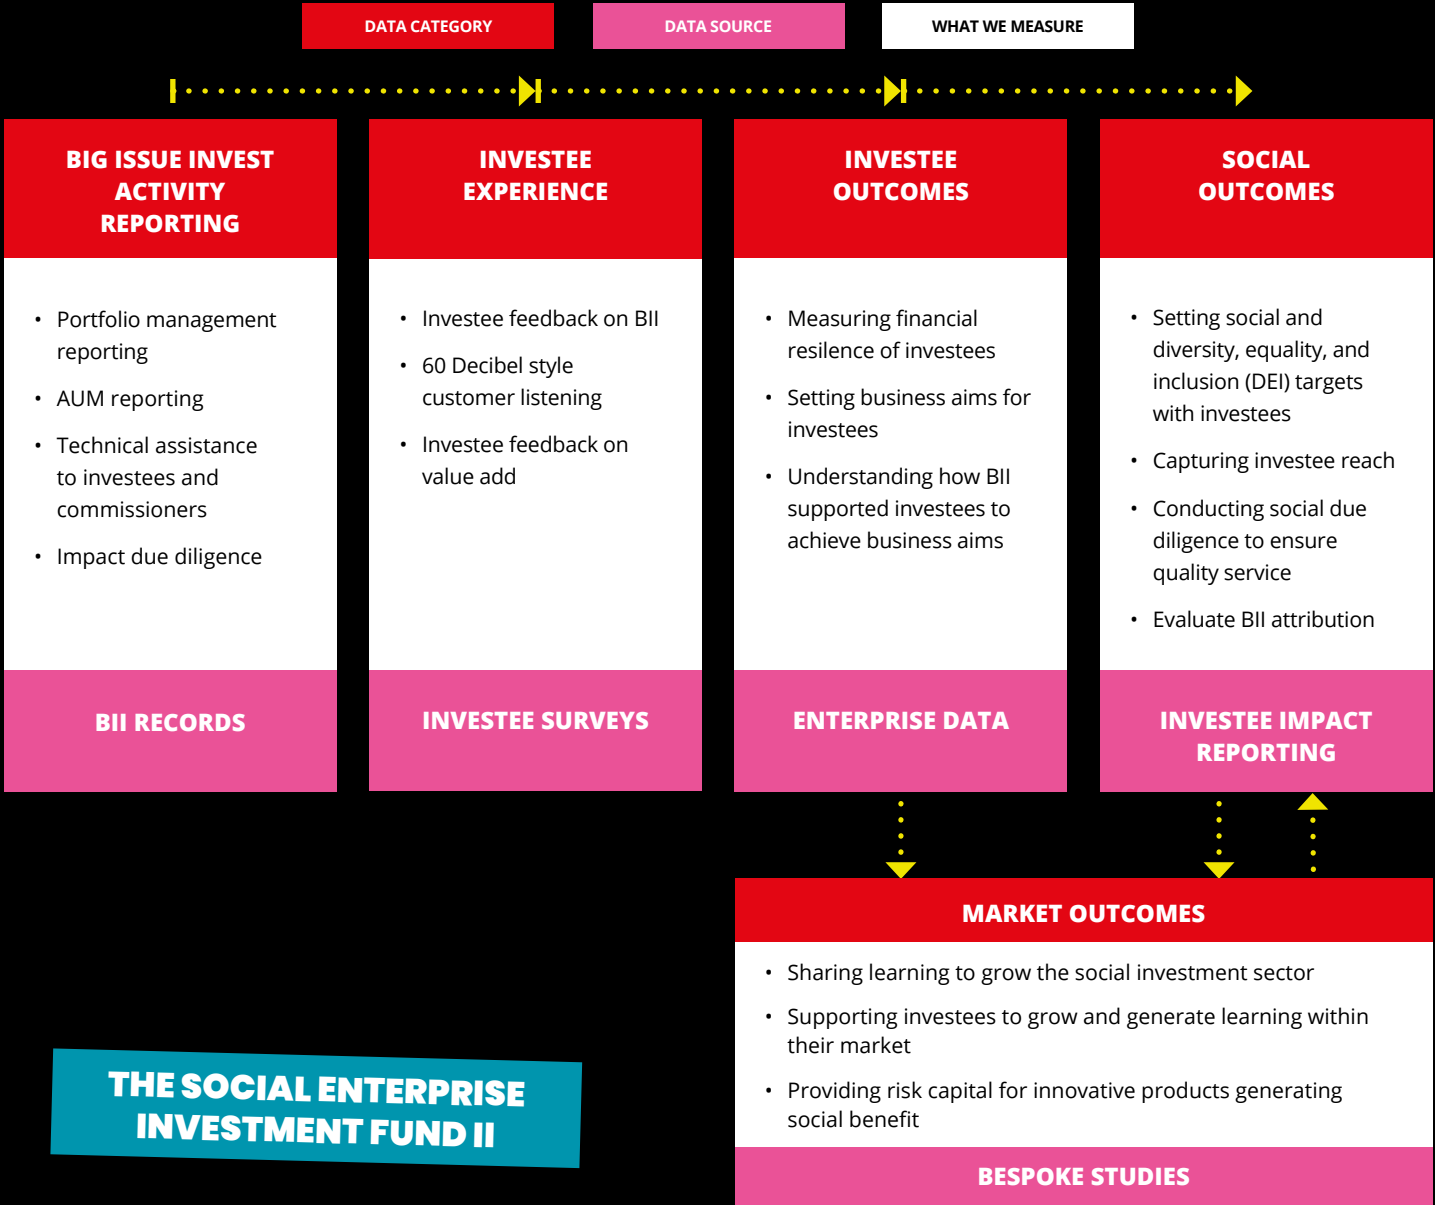 DATA CATEGORY
DATA SOURCE
WHAT WE MEASURE
BIG ISSUE INVEST
ACTIVITY
REPORTING
• Portfolio management
reporting
• AUM reporting
• Technical assistance
to investees and
commissioners
• Impact due diligence
BII RECORDS
INVESTEE
EXPERIENCE
• Investee feedback on BII
• 60 Decibel style
customer listening
• Investee feedback on
value add
INVESTEE SURVEYS
INVESTEE
OUTCOMES
• Measuring financial
resilence of investees
• Setting business aims for
investees
• Understanding how BII
supported investees to
achieve business aims
ENTERPRISE DATA
SOCIAL
OUTCOMES
• Setting social and
diversity, equality, and
inclusion (DEI) targets
with investees
• Capturing investee reach
• Conducting social due
diligence to ensure
quality service
• Evaluate BII attribution
INVESTEE IMPACT
REPORTING
MARKET OUTCOMES
• Sharing learning to grow the social investment sector
• Supporting investees to grow and generate learning within
their market
• Providing risk capital for innovative products generating
social benefit
BESPOKE STUDIES
THE SOCIAL ENTERPRISE
INVESTMENT FUND II